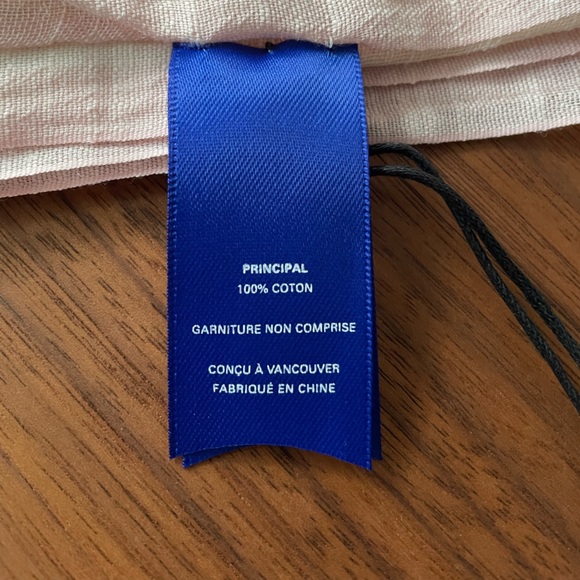 PRINCIPAL
100% COTON
GARNITURE NON COMPRISE
CONÇU À VANCOUVER
FABRIQUÉ EN CHINE